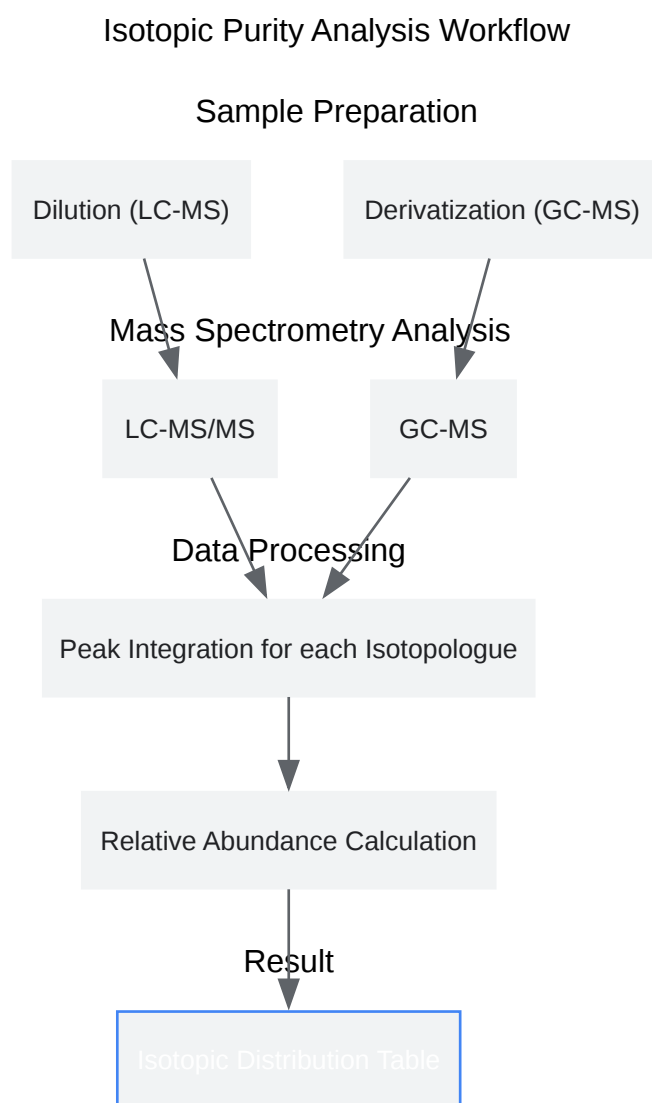 Isotopic Purity Analysis Workflow
Sample Preparation
Dilution (LC-MS)
Derivatization (GC-MS)
Mass Spectrometry Analysis
LC-MS/MS
GC-MS
Data Processing
Peak Integration for each Isotopologue
Relative Abundance Calculation
Result
Isotopic Distribution Table